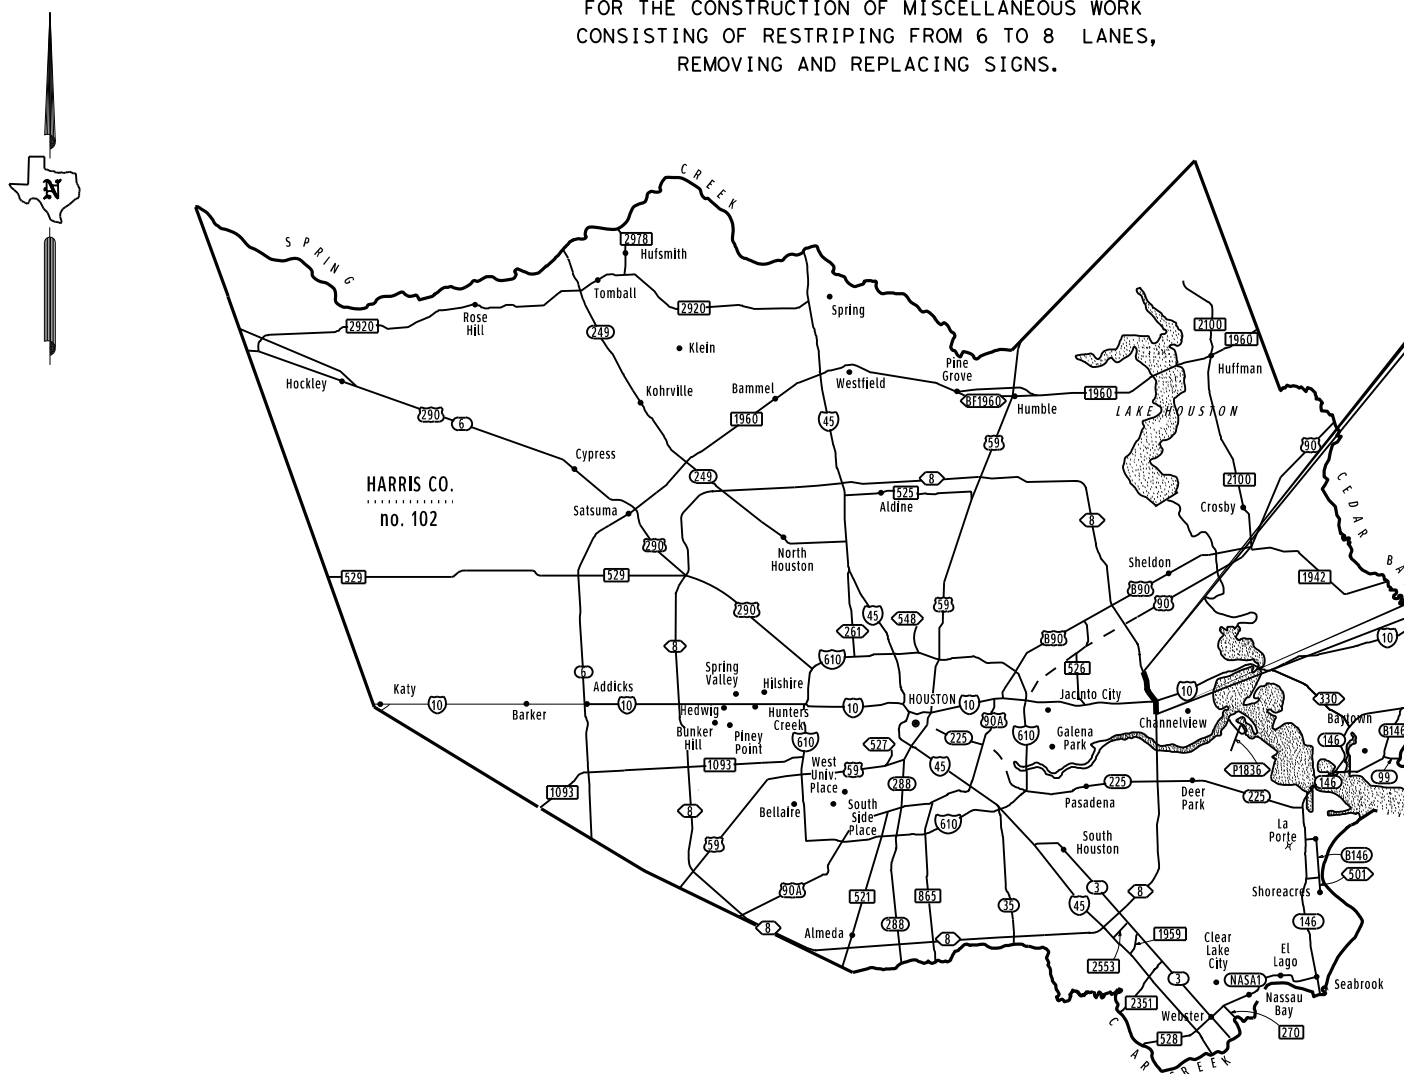 FOR THE CONSTRUCTION OF MISCELLANEOUS WORK
CONSISTING OF RESTRIPING FROM 6 TO 8 LANES,
REMOVING AND REPLACING SIGNS.
N
SPRING
CREEK
2978
Hufsmith
Tomball
2920
Rose
Hill
2920
249
Klein
Spring
2100
1960
Huffman
Hockley
290
6
Kohrville
Bammel
1960
Westfield
45
Pine
Grove
BF1960
Humble
1960
LAKE HOUSTON
59
90
Cypress
HARRIS CO.
no. 102
249
8
525
Aldine
2100
Crosby
CEDAR
BA
Satsuma
290
North
Houston
8
Sheldon
B90
90
1942
529
529
290
59
45
548
261
B90
10
8
610
526
6
Spring
Valley
Hilshire
Katy
10
Barker
Addicks
10
Hedwig
Hunters
Creek
Bunker
Hill
Piney
Point
10
HOUSTON
10
90A
Jacinto City
10
Channelview
330
Baytown
B146
146
610
527
225
610
Galena
Park
P1836
99
146
1093
1093
West
Univ.
Place
59
288
45
Pasadena
225
Deer
Park
225
8
Bellaire
South
Side
Place
610
59
South
Houston
La
Porte
B146
501
Shoreacres
90A
521
865
35
3
45
8
146
288
8
Almeda
8
1959
2553
Clear
Lake
City
El
Lago
NASA1
3
Seabrook
Nassau
Bay
2351
Webster
270
528
C
AR CREEK